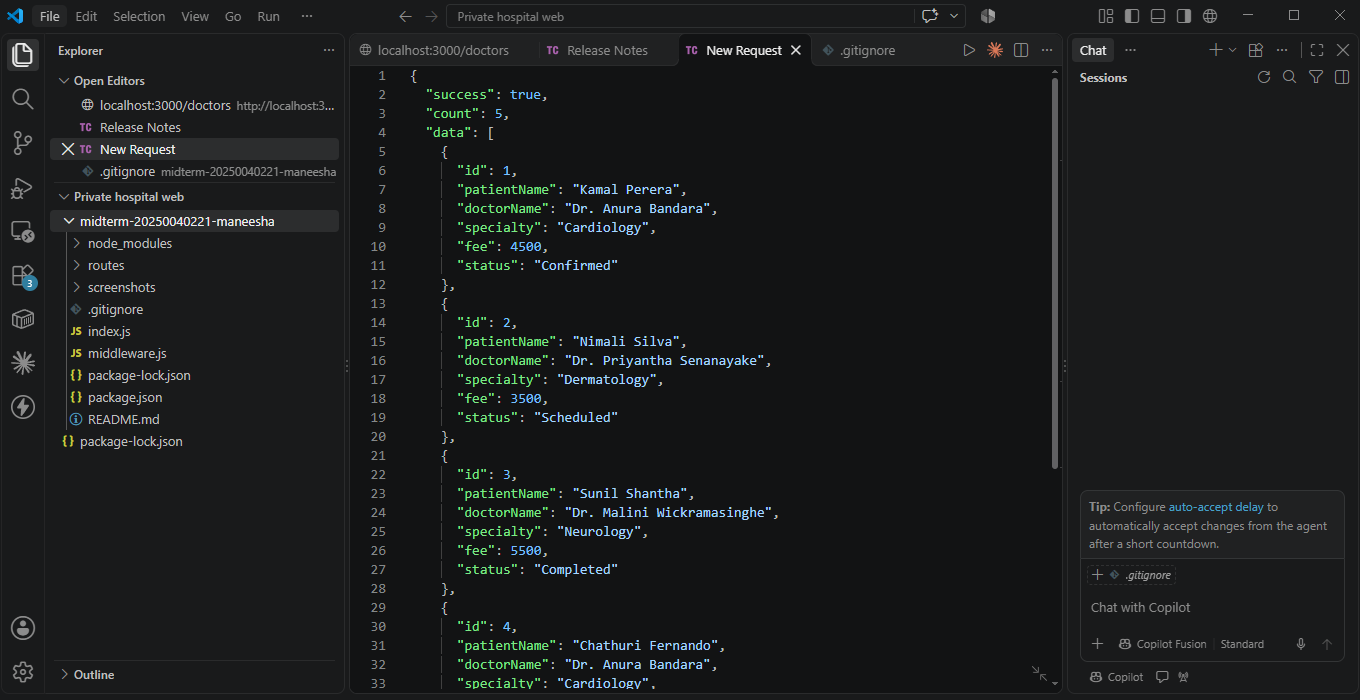 File Edit Selection View Go Run ··· Private hospital web
Explorer ···
Open Editors
localhost:3000/doctors http://localhost:3...
TC Release Notes
TC New Request
.gitignore midterm-20250040221-maneesha
Private hospital web
midterm-20250040221-maneesha
node_modules
routes
screenshots
.gitignore
JS index.js
JS middleware.js
{} package-lock.json
{} package.json
README.md
{} package-lock.json
Outline
3
localhost:3000/doctors TC Release Notes TC New Request .gitignore
1 {
2 "success": true,
3 "count": 5,
4 "data": [
5 {
6 "id": 1,
7 "patientName": "Kamal Perera",
8 "doctorName": "Dr. Anura Bandara",
9 "specialty": "Cardiology",
10 "fee": 4500,
11 "status": "Confirmed"
12 },
13 {
14 "id": 2,
15 "patientName": "Nimali Silva",
16 "doctorName": "Dr. Priyantha Senanayake",
17 "specialty": "Dermatology",
18 "fee": 3500,
19 "status": "Scheduled"
20 },
21 {
22 "id": 3,
23 "patientName": "Sunil Shantha",
24 "doctorName": "Dr. Malini Wickramasinghe",
25 "specialty": "Neurology",
26 "fee": 5500,
27 "status": "Completed"
28 },
29 {
30 "id": 4,
31 "patientName": "Chathuri Fernando",
32 "doctorName": "Dr. Anura Bandara",
33 "specialty": "Cardiology",
Chat ···
Sessions
Tip: Configure auto-accept delay to
automatically accept changes from the agent
after a short countdown.
.gitignore
Chat with Copilot
Copilot Fusion Standard
Copilot